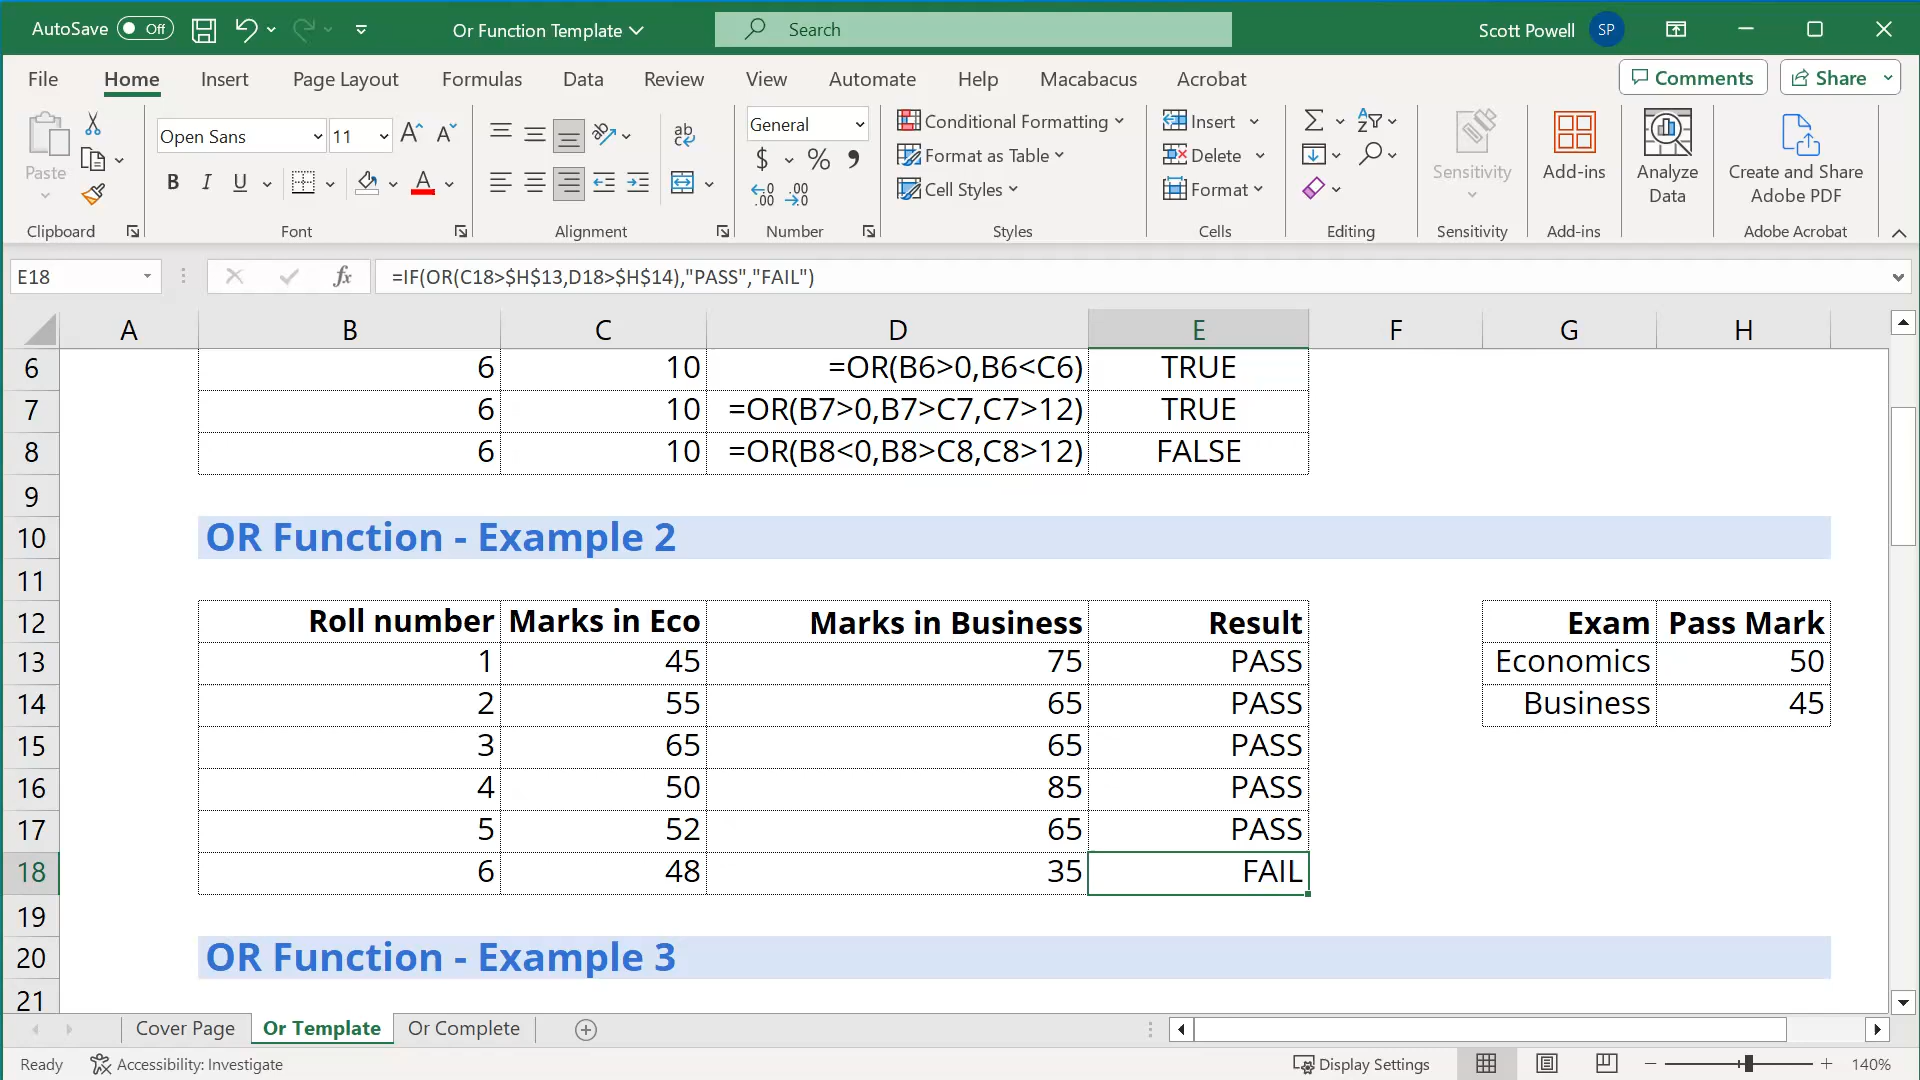 AutoSave Off Or Function Template Search Scott Powell SP
File Home Insert Page Layout Formulas Data Review View Automate Help Macabacus Acrobat Comments Share
Paste
Clipboard
Open Sans 11
B I U A
Font
ab
Alignment
General
$ % ,
.00 .00
Number
Conditional Formatting
Format as Table
Cell Styles
Styles
Insert
Delete
Format
Cells
Editing
Sensitivity
Sensitivity
Add-ins
Add-ins
Analyze
Data
Create and Share
Adobe PDF
Adobe Acrobat
E18 fx =IF(OR(C18>$H$13,D18>$H$14),"PASS","FAIL")
A B C D E F G H
6 6 10 =OR(B6>0,B6<C6) TRUE
7 6 10 =OR(B7>0,B7>C7,C7>12) TRUE
8 6 10 =OR(B8<0,B8>C8,C8>12) FALSE
9
10 OR Function - Example 2
11
12 Roll number Marks in Eco Marks in Business Result Exam Pass Mark
13 1 45 75 PASS Economics 50
14 2 55 65 PASS Business 45
15 3 65 65 PASS
16 4 50 85 PASS
17 5 52 65 PASS
18 6 48 35 FAIL
19
20 OR Function - Example 3
21
Cover Page Or Template Or Complete
Ready Accessibility: Investigate Display Settings 140%